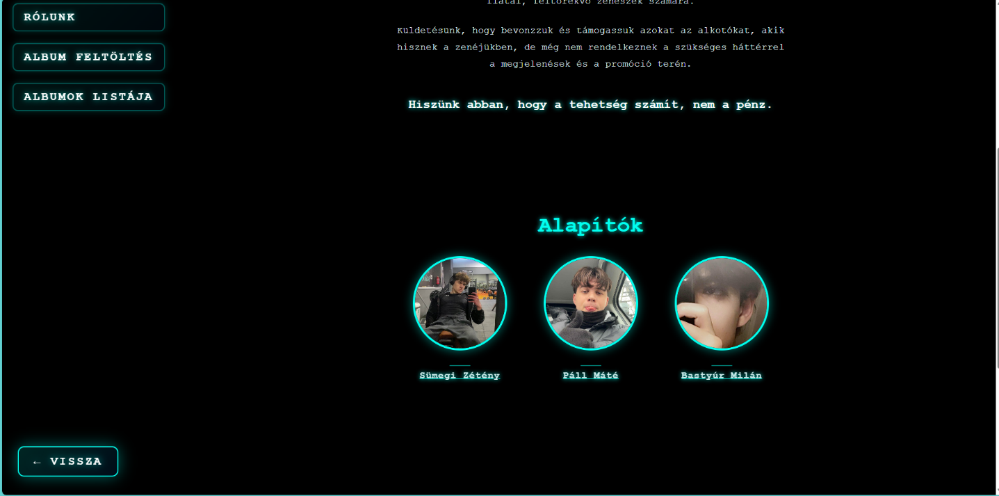 RÓLUNK
ALBUM FELTÖLTÉS
ALBUMOK LISTÁJA
fiatal, feltörekvő zenészek számára.
Küldetésünk, hogy bevonzzuk és támogassuk azokat az alkotókat, akik
hisznek a zenéjükben, de még nem rendelkeznek a szükséges háttérrel
a megjelenések és a promóció terén.
Hiszünk abban, hogy a tehetség számít, nem a pénz.
Alapítók
Sümegi Zétény
Páll Máté
Bastyúr Milán
← VISSZA